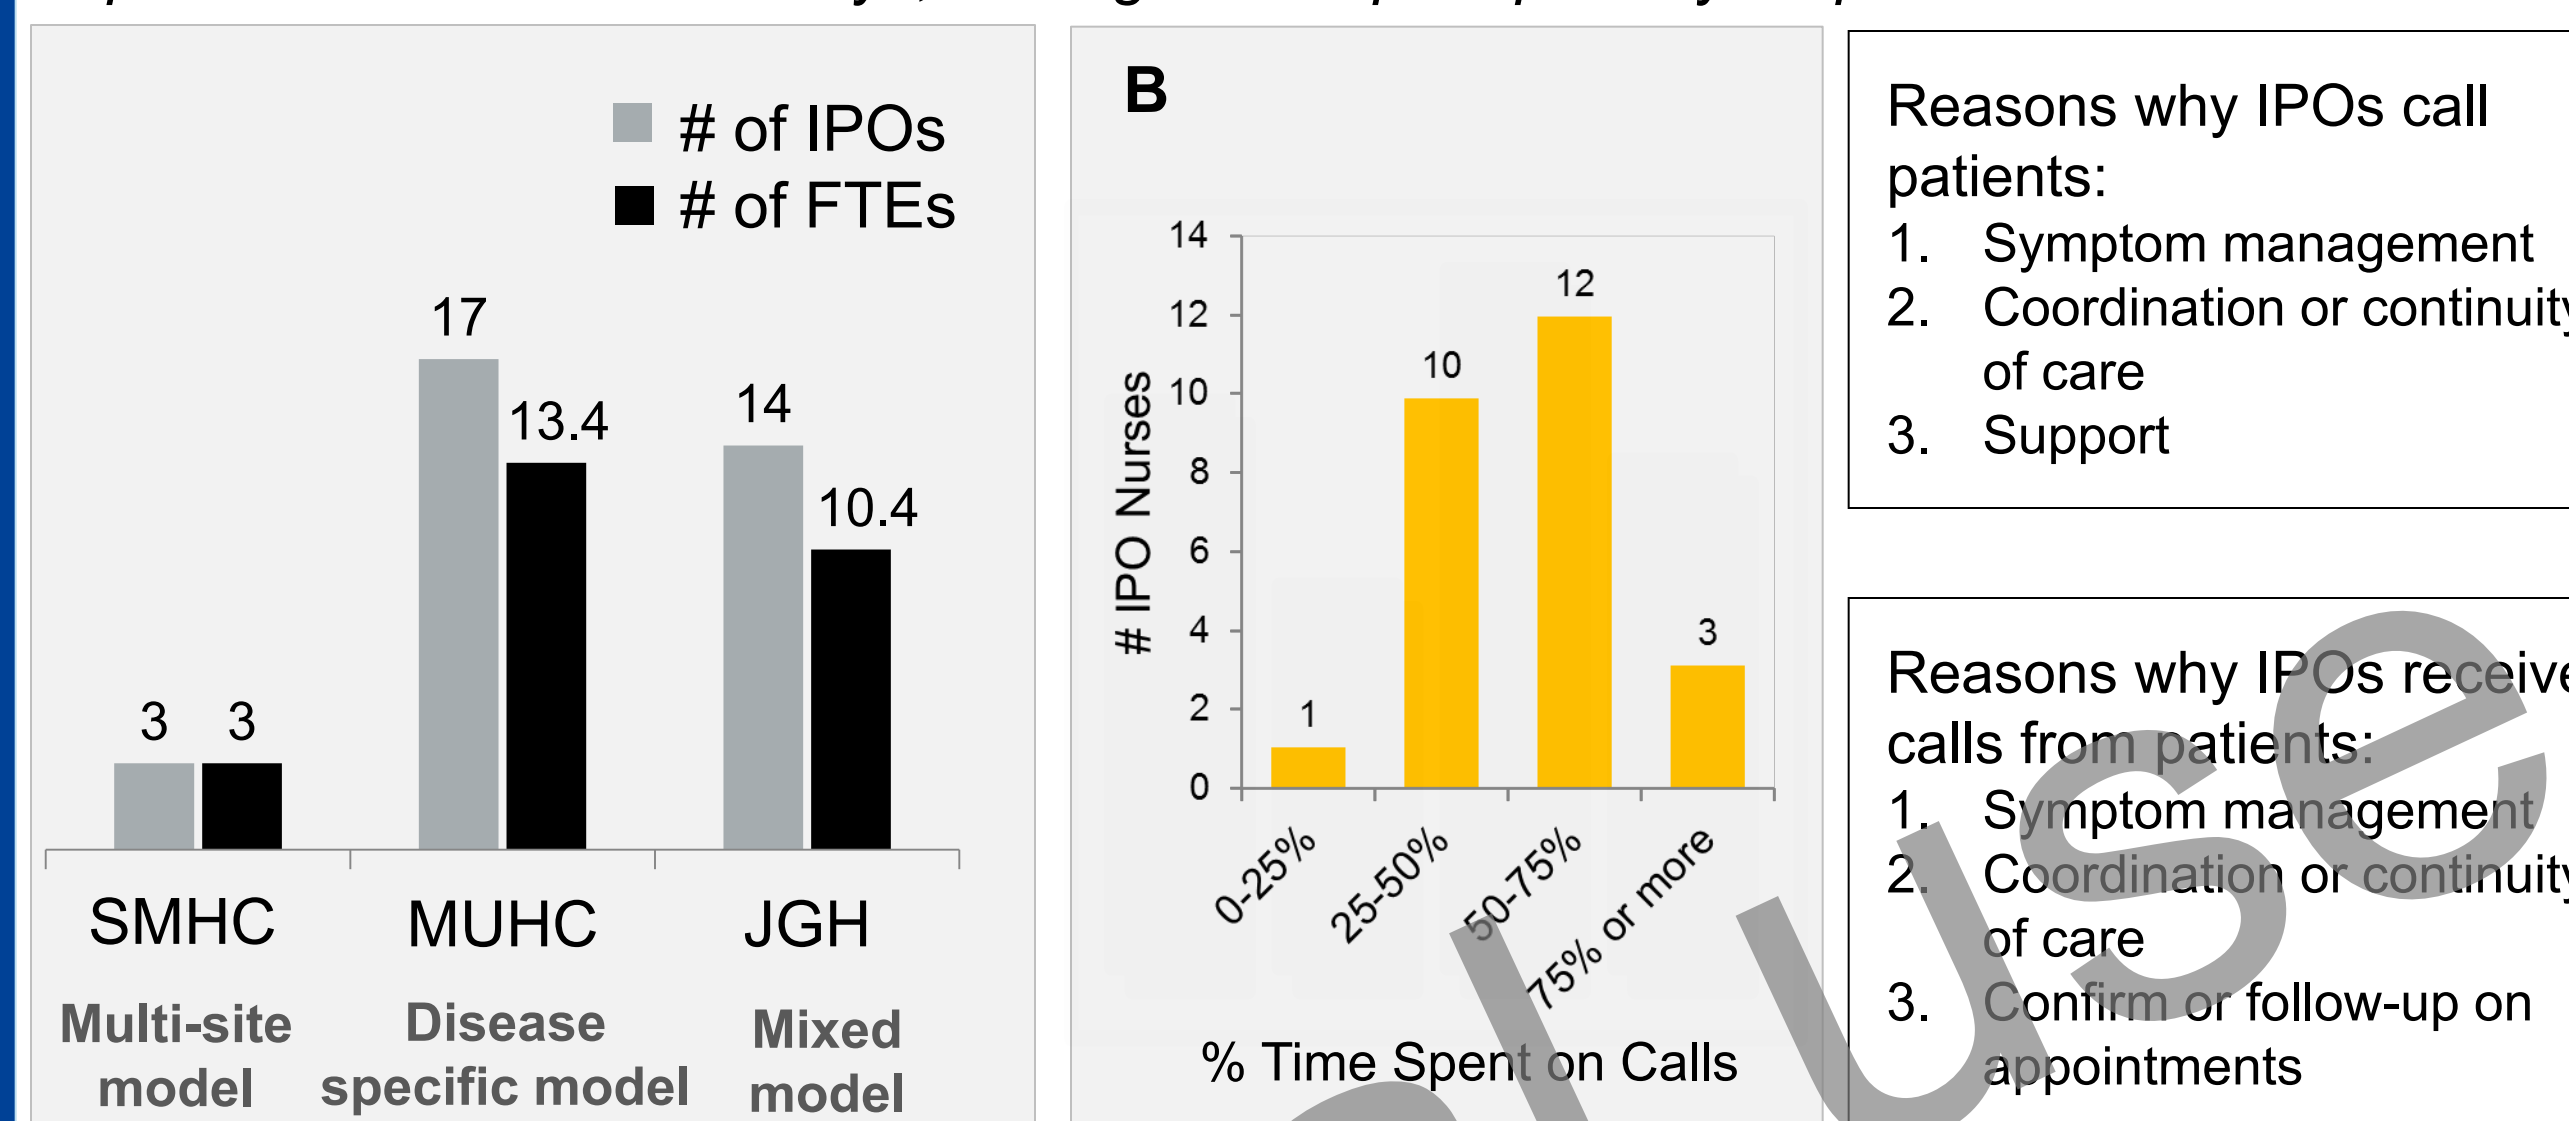 # of IPOs
# of FTEs
17
13.4
14
10.4
3 3
SMHC MUHC JGH
Multi-site model
Disease specific model
Mixed model
B
# IPO Nurses
14
12
10
8
6
4
2
0
1
10
12
3
0-25%
25-50%
50-75%
75% or more
% Time Spent on Calls
Reasons why IPOs call
patients:
1. Symptom management
2. Coordination or continuity
of care
3. Support
Reasons why IPOs receive
calls from patients:
1. Symptom management
2. Coordination or continuity
of care
3. Confirm or follow-up on
appointments
use